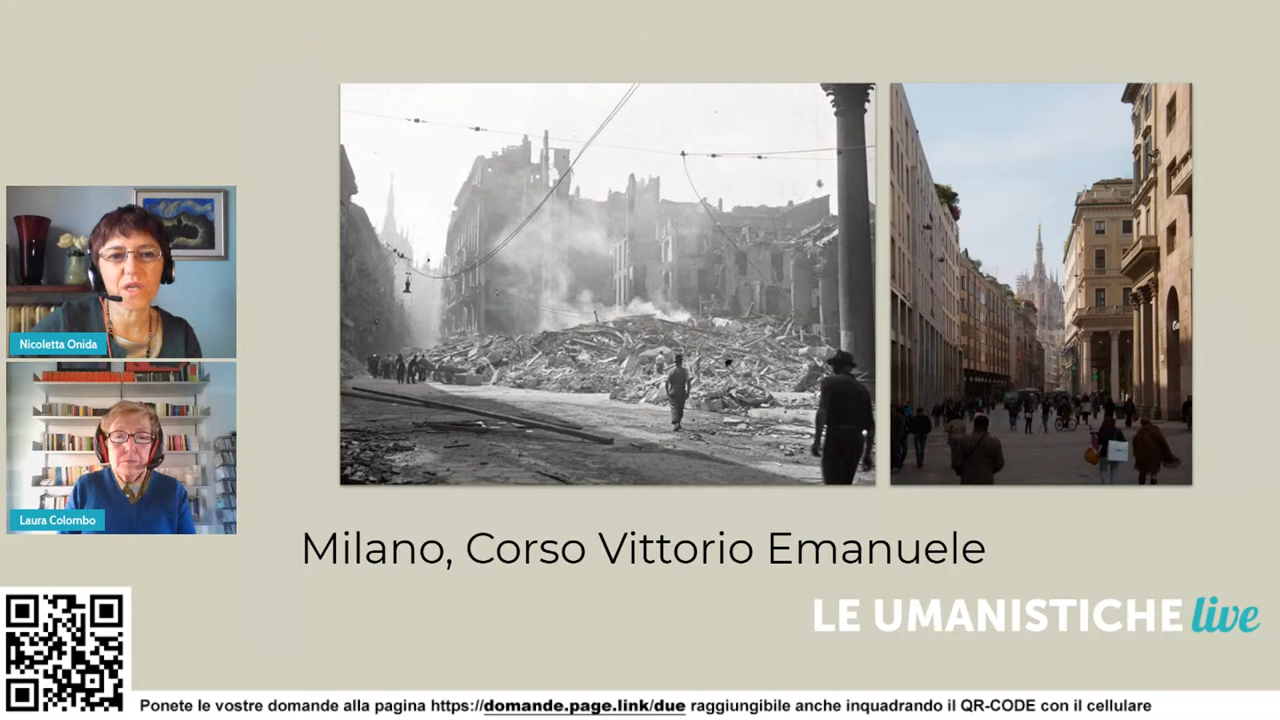 Nicoletta Onida
Laura Colombo
Milano, Corso Vittorio Emanuele
LE UMANISTICHE live
Ponete le vostre domande alla pagina https://domande.page.link/due raggiungibile anche inquadrando il QR-CODE con il cellulare